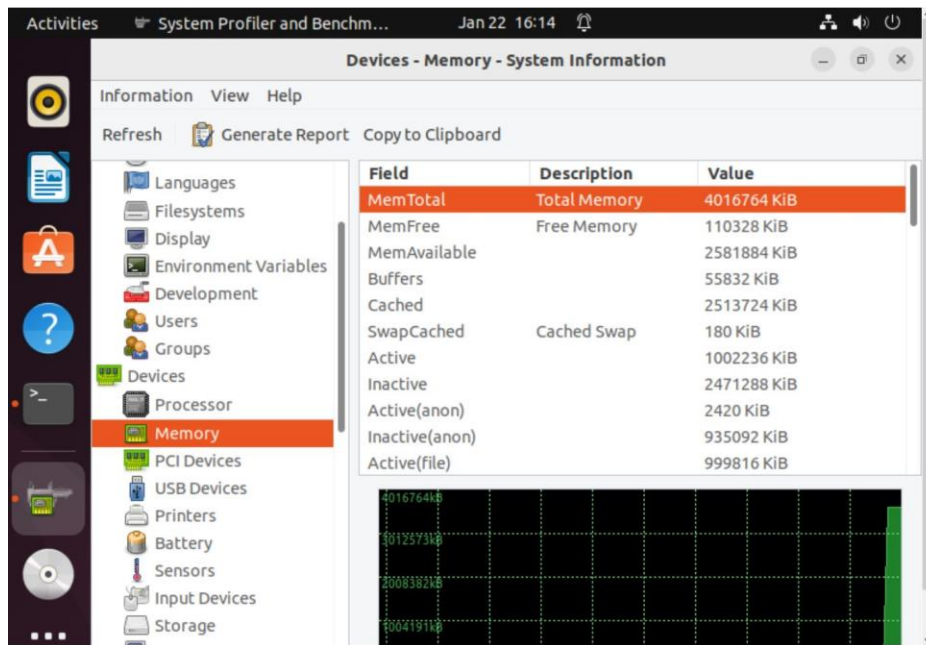 Activities System Profiler and Benchm... Jan 22 16:14
Devices - Memory - System Information
Information View Help
Refresh Generate Report Copy to Clipboard
Languages
Filesystems
Display
Environment Variables
Development
Users
Groups
Devices
Processor
Memory
PCI Devices
USB Devices
Printers
Battery
Sensors
Input Devices
Storage
Field Description Value
MemTotal Total Memory 4016764 KiB
MemFree Free Memory 110328 KiB
MemAvailable 2581884 KiB
Buffers 55832 KiB
Cached 2513724 KiB
SwapCached Cached Swap 180 KiB
Active 1002236 KiB
Inactive 2471288 KiB
Active(anon) 2420 KiB
Inactive(anon) 935092 KiB
Active(file) 999816 KiB
4016764kB
3012573kB
2008382kB
1004191kB